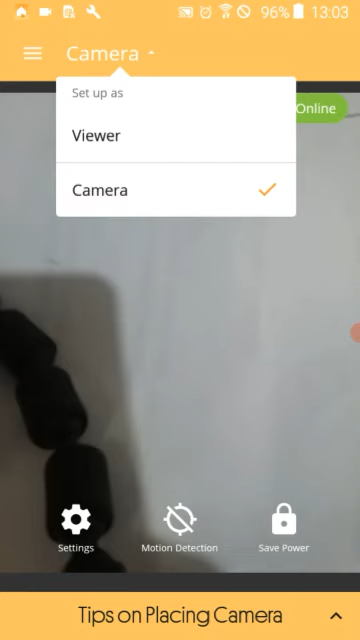 96% 13:03
Camera
Set up as
Online
Viewer
Camera
Settings
Motion Detection
Save Power
Tips on Placing Camera